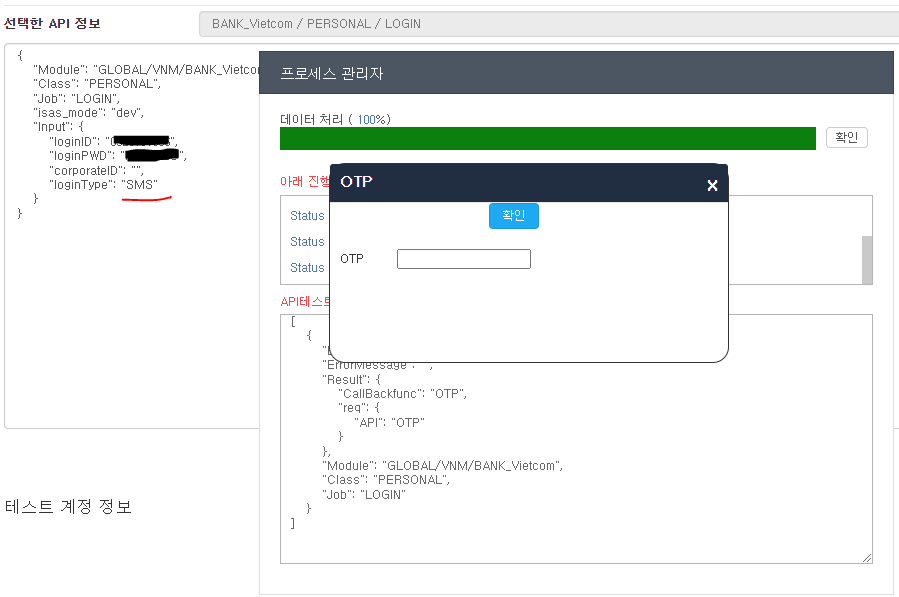 선택한 API 정보
BANK_Vietcom / PERSONAL / LOGIN
{
"Module": "GLOBAL/VNM/BANK_Vietcom
"Class": "PERSONAL",
"Job": "LOGIN",
"isas_mode": "dev",
"Input": {
"loginID": "
",
"loginPWD": "
",
"corporateID": "",
"loginType": "SMS"
}
}
프로세스 관리자
데이터 처리 ( 100%)
확인
아래 진행
Status
Status
Status
OTP
×
확인
OTP
API테스트
[
{
"ErrorMessage": "",
"Result": {
"CallBackfunc": "OTP",
"req": {
"API": "OTP"
}
},
"Module": "GLOBAL/VNM/BANK_Vietcom",
"Class": "PERSONAL",
"Job": "LOGIN"
}
]
테스트 계정 정보